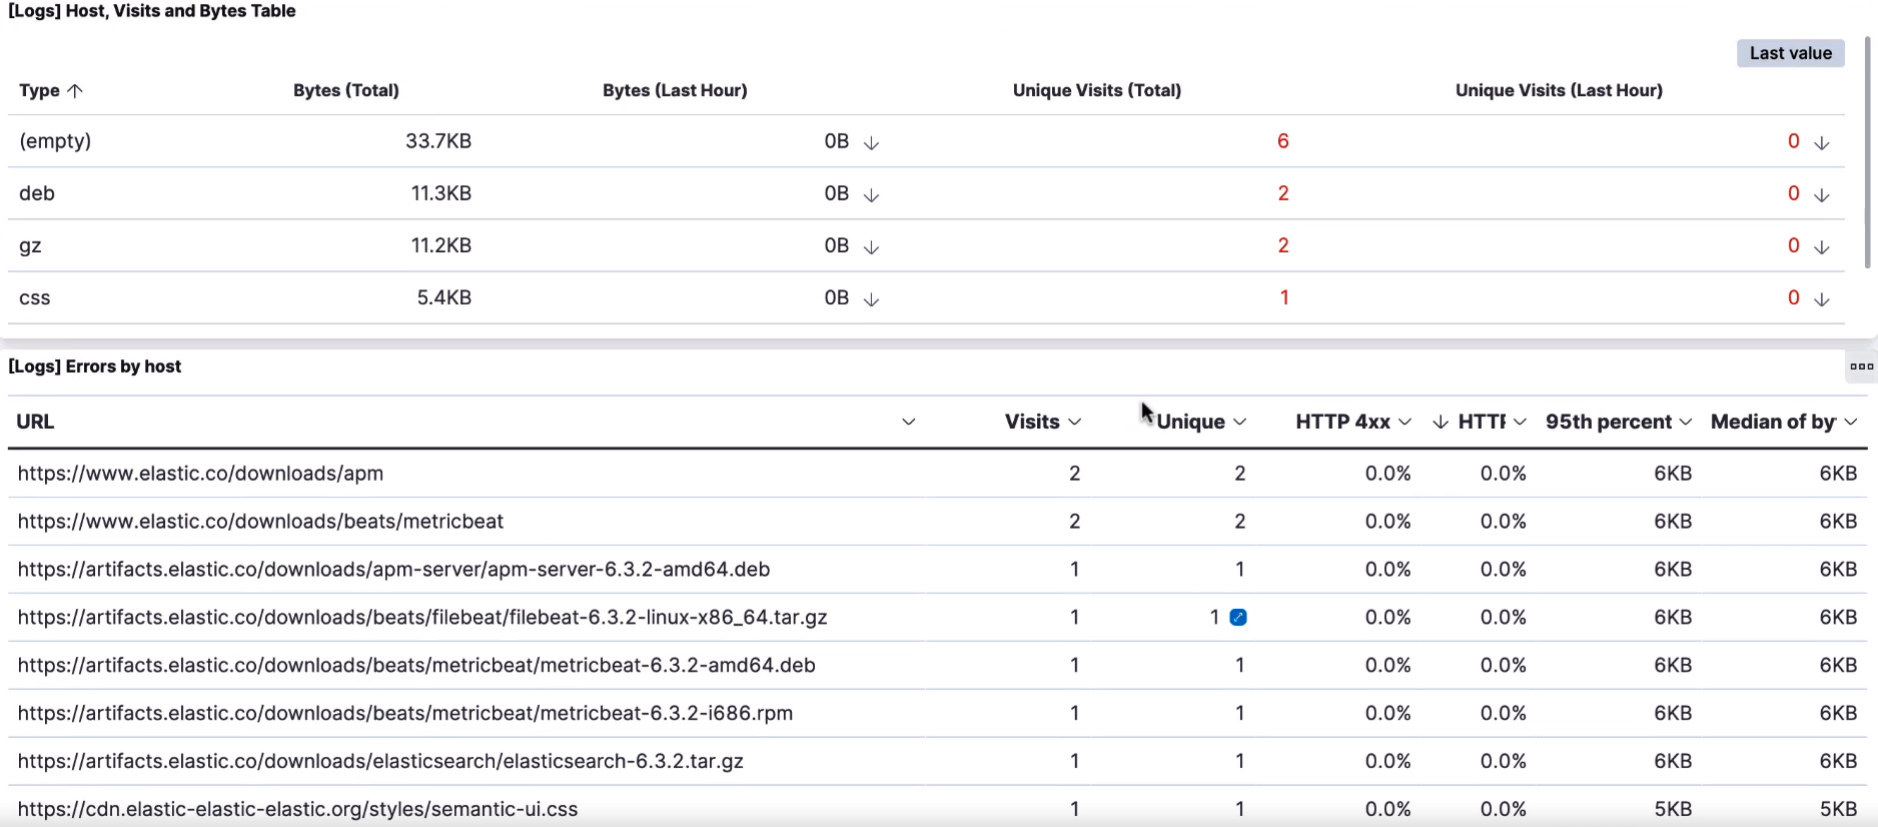 [Logs] Host, Visits and Bytes Table
Last value
Type Bytes (Total) Bytes (Last Hour) Unique Visits (Total) Unique Visits (Last Hour)
(empty) 33.7KB 0B 6 0
deb 11.3KB 0B 2 0
gz 11.2KB 0B 2 0
css 5.4KB 0B 1 0
[Logs] Errors by host
URL Visits Unique HTTP 4xx HTTP 95th percent Median of by
https://www.elastic.co/downloads/apm 2 2 0.0% 0.0% 6KB 6KB
https://www.elastic.co/downloads/beats/metricbeat 2 2 0.0% 0.0% 6KB 6KB
https://artifacts.elastic.co/downloads/apm-server/apm-server-6.3.2-amd64.deb 1 1 0.0% 0.0% 6KB 6KB
https://artifacts.elastic.co/downloads/beats/filebeat/filebeat-6.3.2-linux-x86_64.tar.gz 1 1 0.0% 0.0% 6KB 6KB
https://artifacts.elastic.co/downloads/beats/metricbeat/metricbeat-6.3.2-amd64.deb 1 1 0.0% 0.0% 6KB 6KB
https://artifacts.elastic.co/downloads/beats/metricbeat/metricbeat-6.3.2-i686.rpm 1 1 0.0% 0.0% 6KB 6KB
https://artifacts.elastic.co/downloads/elasticsearch/elasticsearch-6.3.2.tar.gz 1 1 0.0% 0.0% 6KB 6KB
https://cdn.elastic-elastic-elastic.org/styles/semantic-ui.css 1 1 0.0% 0.0% 5KB 5KB